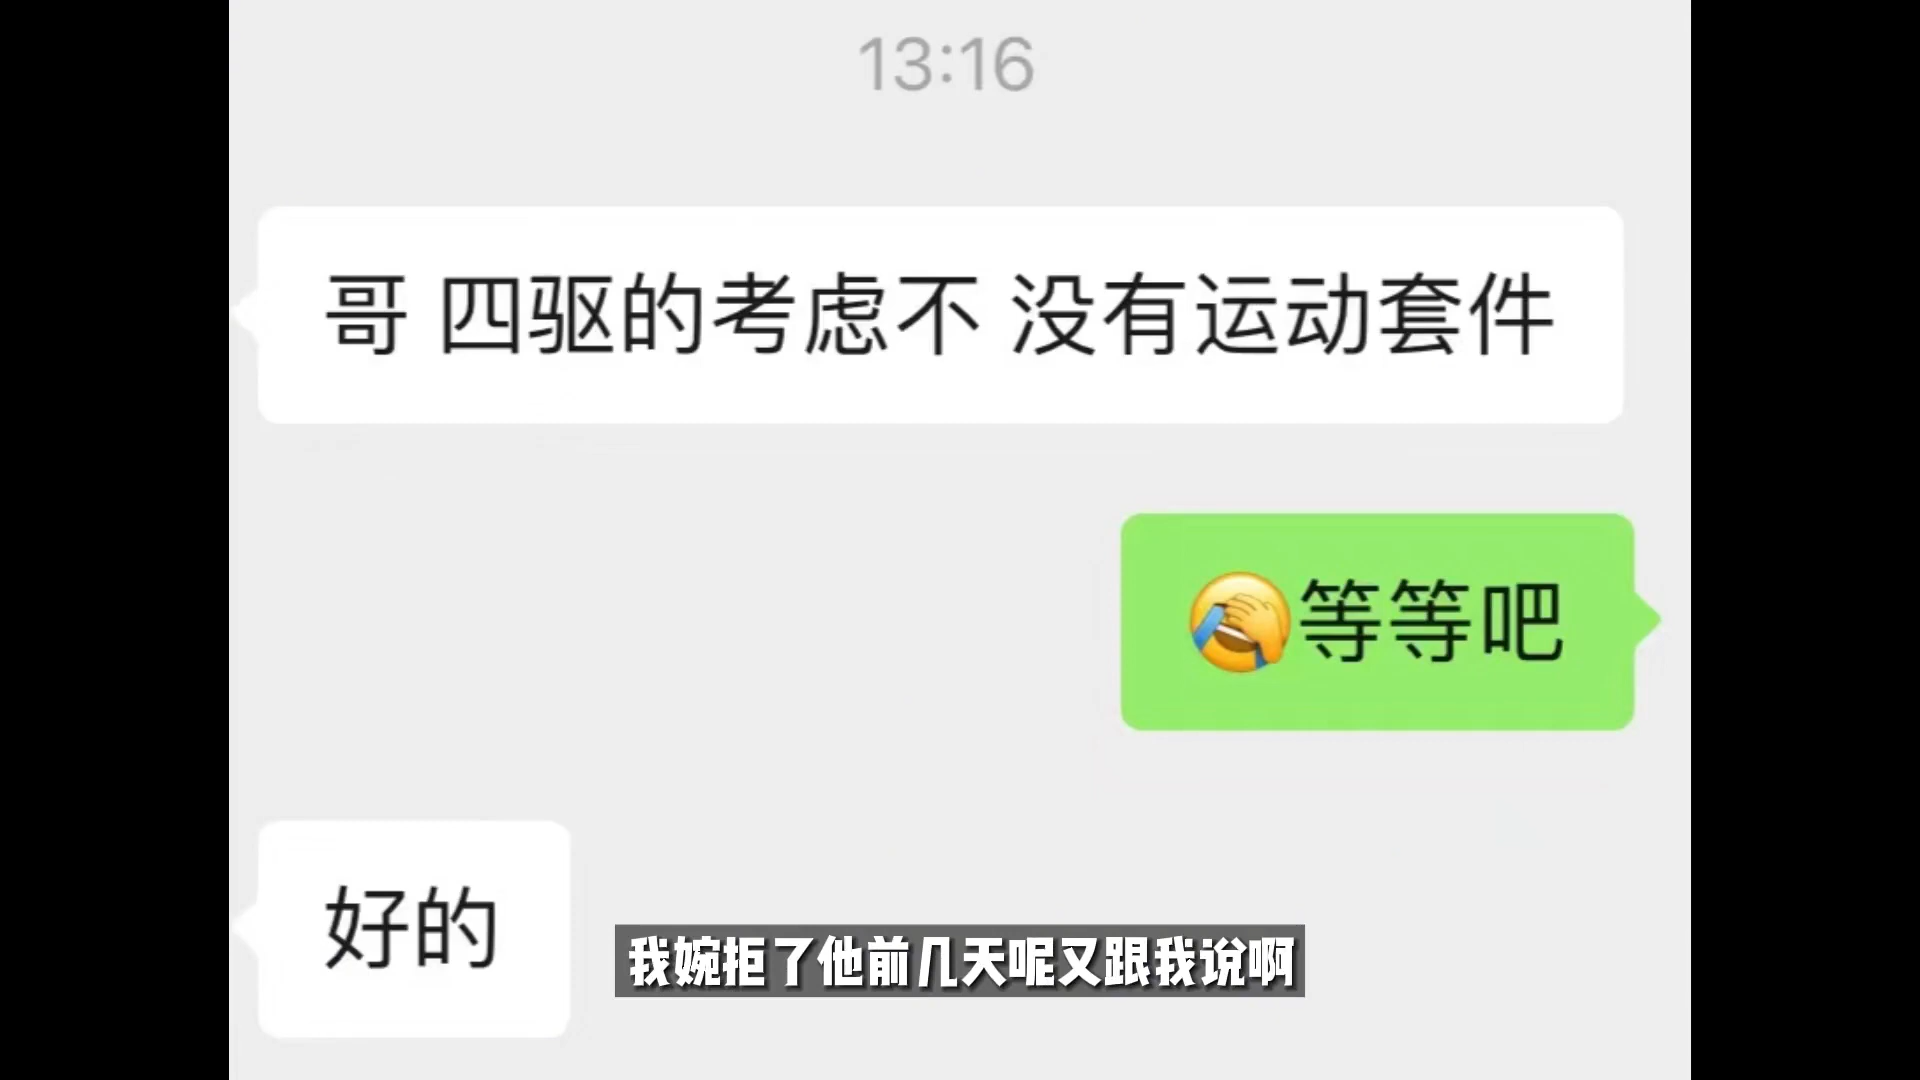 13:16
哥 四驱的考虑不 没有运动套件
🤣等等吧
好的
我婉拒了他前几天呢又跟我说啊